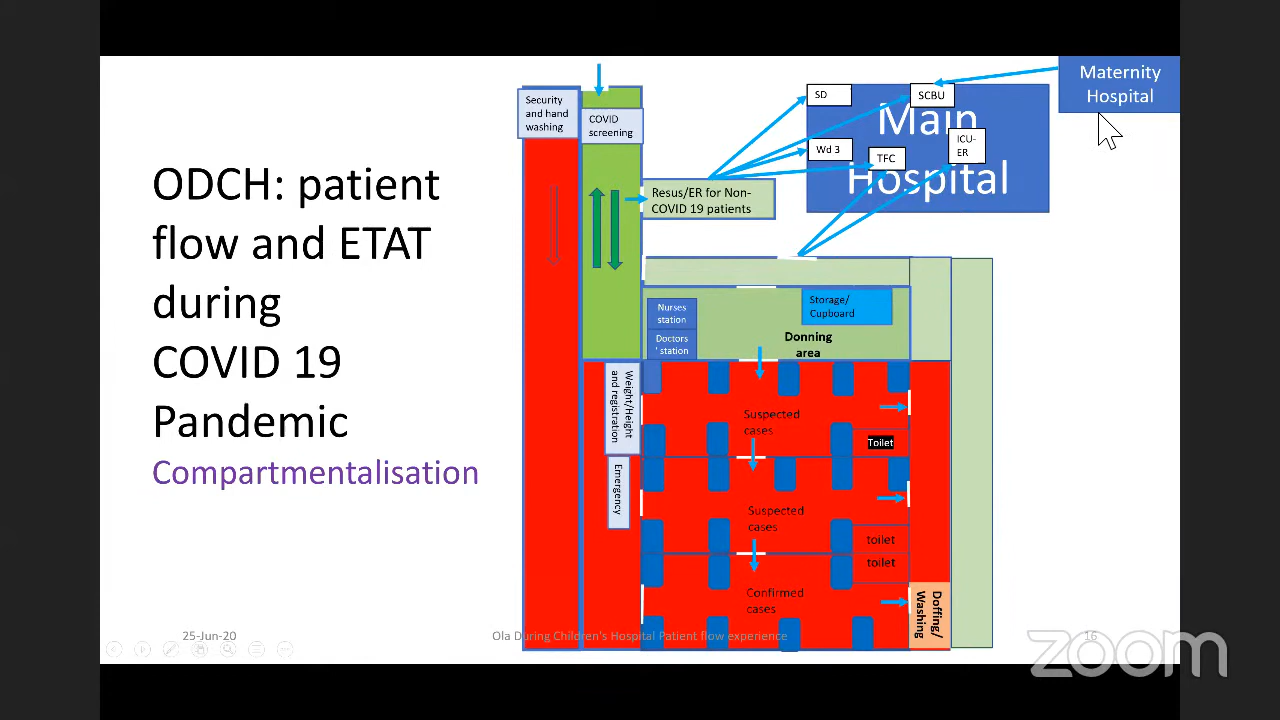 ODCH: patient
flow and ETAT
during
COVID 19
Pandemic
Compartmentalisation
Security
and hand
washing
COVID
screening
Resus/ER for Non-
COVID 19 patients
SD
SCBU
Main
Hospital
Wd 3
TFC
ICU-
ER
Maternity
Hospital
Nurses
station
Doctors
' station
Storage/
Cupboard
Donning
area
Weight/Height
and registration
Emergency
Suspected
cases
Toilet
Suspected
cases
toilet
toilet
Confirmed
cases
Doffing/
Washing
25-Jun-20
Ola During Children's Hospital Patient flow experience
16
zoom